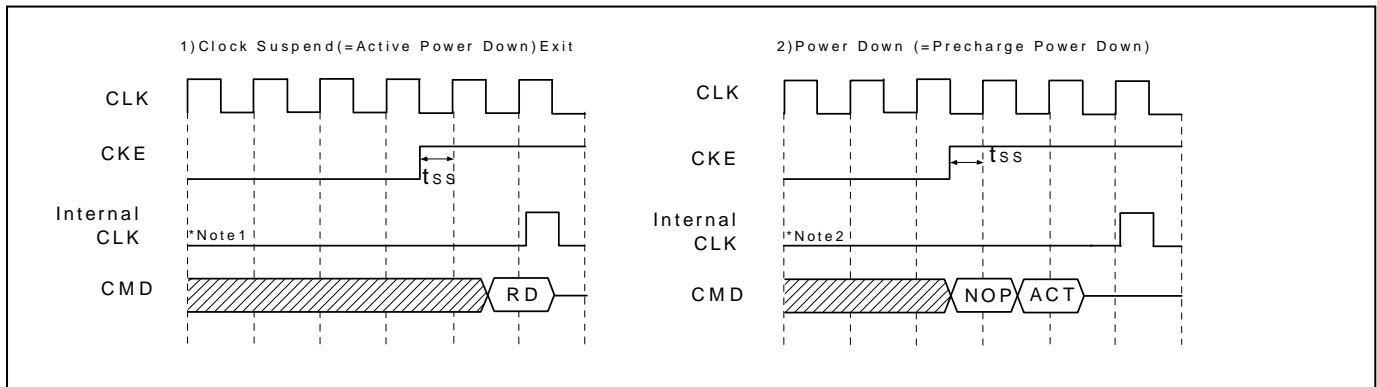 1)Clock Suspend(=Active Power Down)Exit
CLK
CKE
tss
Internal
CLK
*Note1
CMD
RD
2)Power Down (=Precharge Power Down)
CLK
CKE
tss
Internal
CLK
*Note2
CMD
NOP
ACT